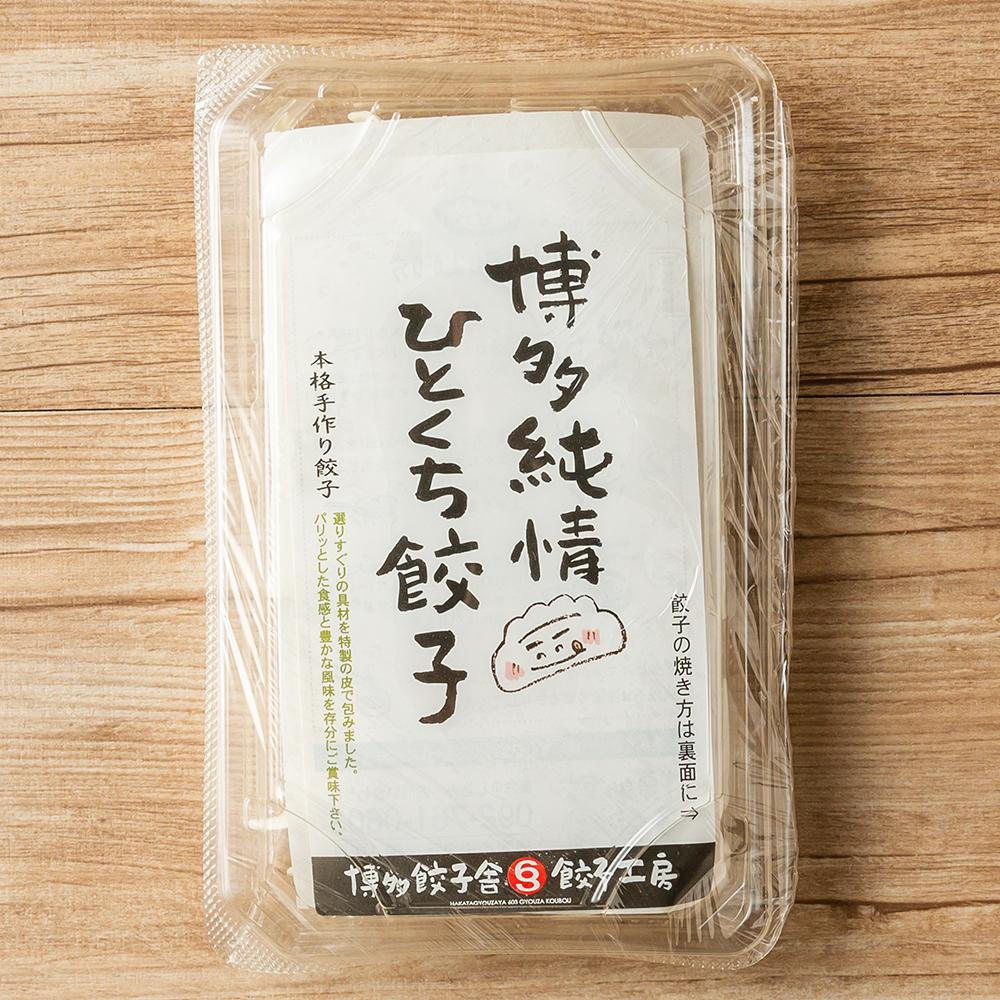 博多純情
ひとくち餃子
本格手作り餃子
選りすぐりの具材を特製の皮で包みました。
パリッとした食感と豊かな風味を存分にご賞味下さい。
餃子の焼き方は裏面に→
博多餃子舎 603 餃子工房
HAKATAGYOUZAYA 603 GYOUZA KOUBOU